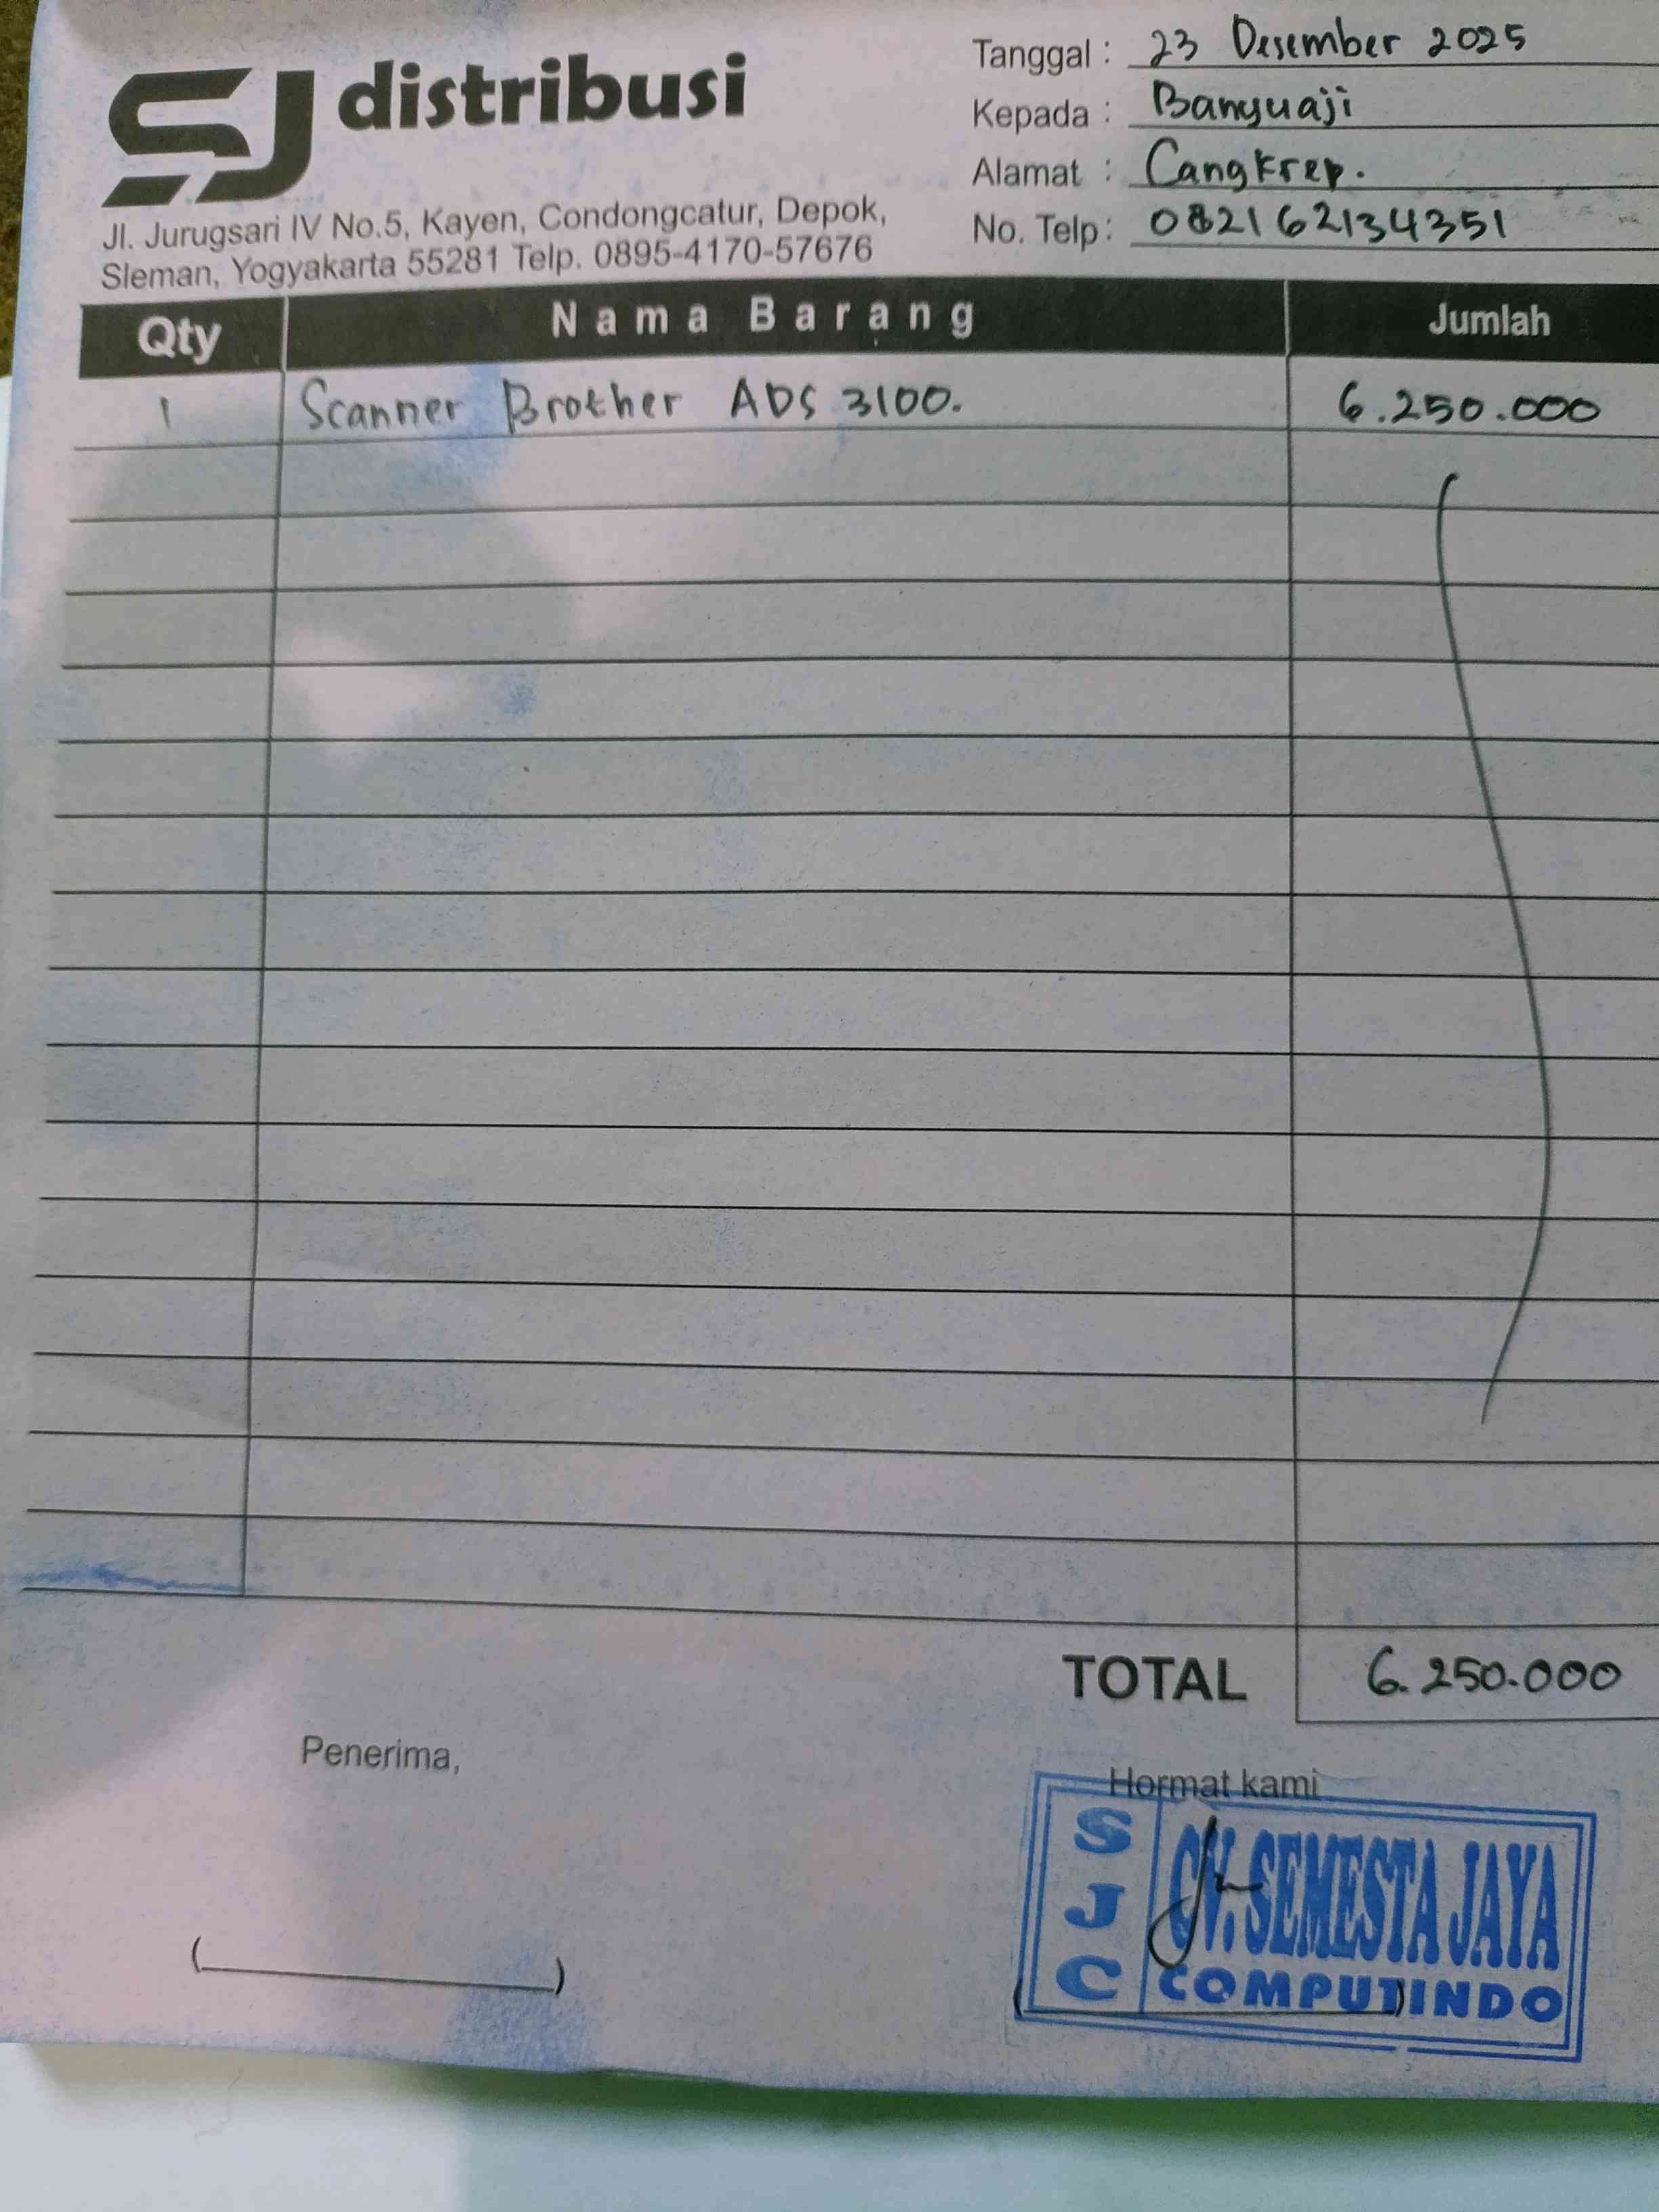 SJ distribusi
Jl. Jurugsari IV No.5, Kayen, Condongcatur, Depok,
Sleman, Yogyakarta 55281 Telp. 0895-4170-57676
Tanggal : 23 Desember 2025
Kepada : Banyuaji
Alamat : Cangkrep.
No. Telp : 082162134351
Qty Nama Barang Jumlah
1 Scanner Brother ADS 3100. 6.250.000
TOTAL 6.250.000
Penerima,
Hormat kami
SJC
CV. SEMESTA JAYA
COMPUTINDO